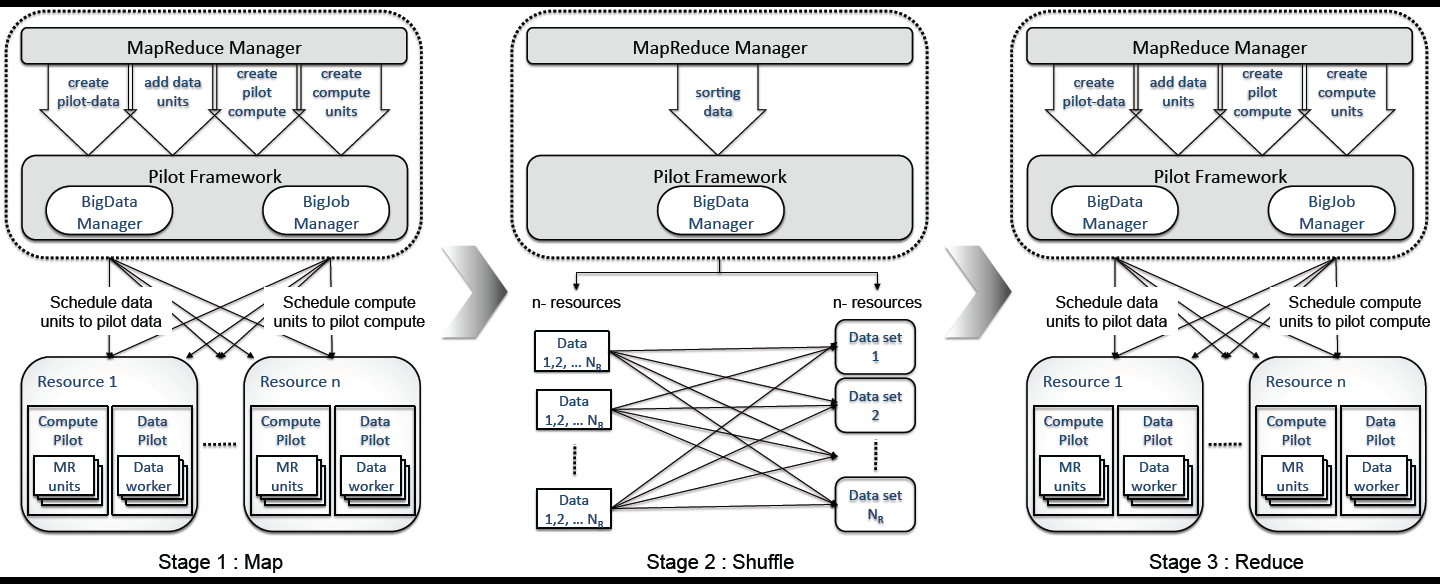 MapReduce Manager
create
pilot-data
add data
units
create
pilot
compute
create
compute
units
Pilot Framework
BigData
Manager
BigJob
Manager
Schedule data
units to pilot data
Schedule compute
units to pilot compute
Resource 1
Compute
Pilot
MR
units
Data
Pilot
Data
worker
Resource n
Compute
Pilot
MR
units
Data
Pilot
Data
worker
Stage 1 : Map
MapReduce Manager
sorting
data
Pilot Framework
BigData
Manager
n- resources
n- resources
Data
1,2, ... NR
Data
1,2, ... NR
Data
1,2, ... NR
Data set
1
Data set
2
Data set
NR
Stage 2 : Shuffle
MapReduce Manager
create
pilot-data
add data
units
create
pilot
compute
create
compute
units
Pilot Framework
BigData
Manager
BigJob
Manager
Schedule data
units to pilot data
Schedule compute
units to pilot compute
Resource 1
Compute
Pilot
MR
units
Data
Pilot
Data
worker
Resource n
Compute
Pilot
MR
units
Data
Pilot
Data
worker
Stage 3 : Reduce